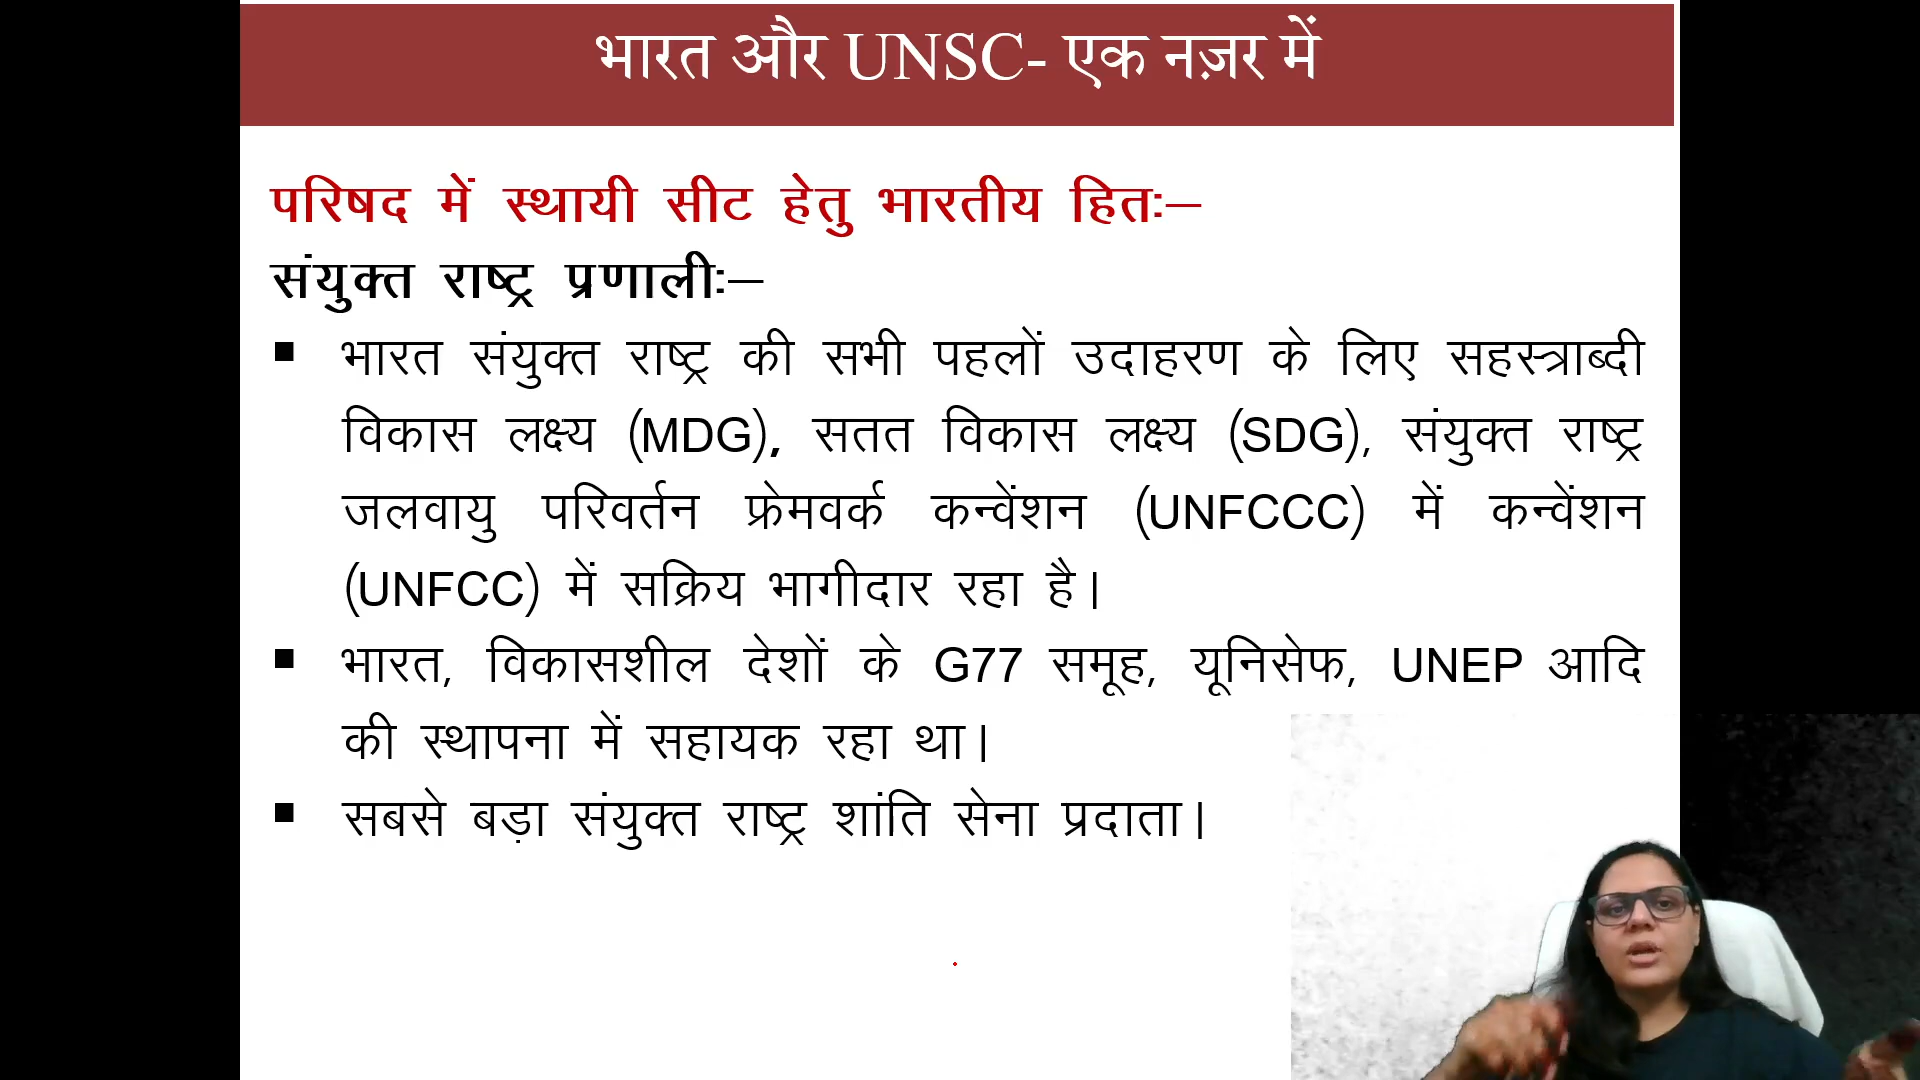 भारत और UNSC- एक नज़र में
परिषद में स्थायी सीट हेतु भारतीय हितः–
संयुक्त राष्ट्र प्रणालीः–
▪ भारत संयुक्त राष्ट्र की सभी पहलों उदाहरण के लिए सहस्त्राब्दी
विकास लक्ष्य (MDG), सतत विकास लक्ष्य (SDG), संयुक्त राष्ट्र
जलवायु परिवर्तन फ्रेमवर्क कन्वेंशन (UNFCCC) में कन्वेंशन
(UNFCC) में सक्रिय भागीदार रहा है।
▪ भारत, विकासशील देशों के G77 समूह, यूनिसेफ, UNEP आदि
की स्थापना में सहायक रहा था।
▪ सबसे बड़ा संयुक्त राष्ट्र शांति सेना प्रदाता।